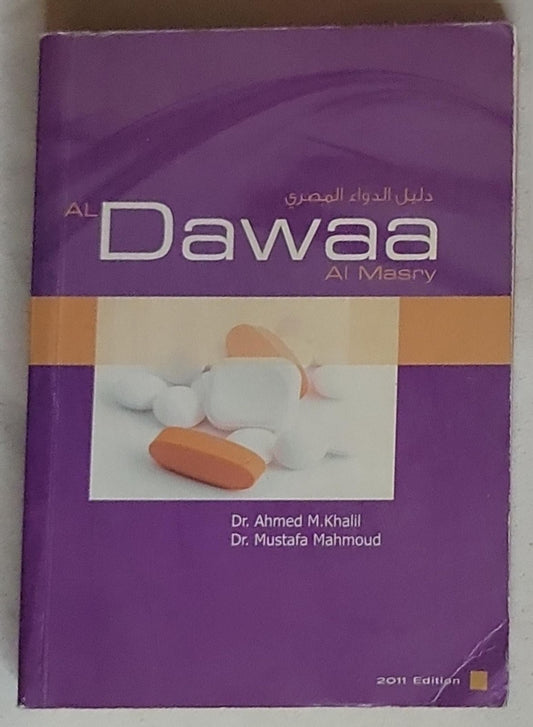 دليل الدواء المصري
AL Dawaa
Al Masry
Dr. Ahmed M.Khalil
Dr. Mustafa Mahmoud
2011 Edition